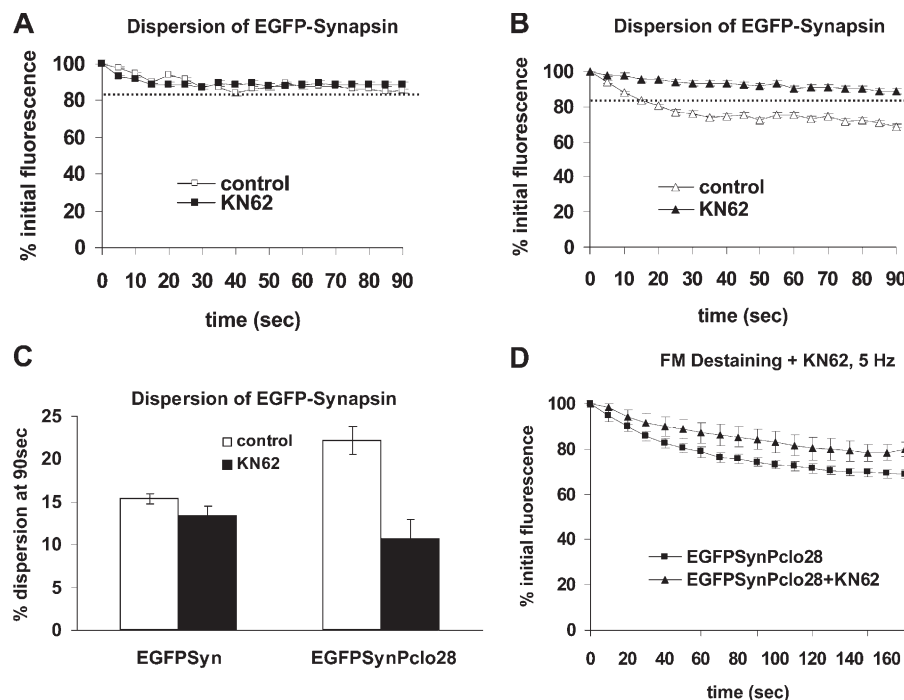 A
Dispersion of EGFP-Synapsin
% initial fluorescence
100
80
60
40
20
0
control
KN62
0 10 20 30 40 50 60 70 80 90
time (sec)
B
Dispersion of EGFP-Synapsin
% initial fluorescence
100
80
60
40
20
0
control
KN62
0 10 20 30 40 50 60 70 80 90
time (sec)
C
Dispersion of EGFP-Synapsin
% dispersion at 90sec
25
20
15
10
5
0
control
KN62
EGFPSyn EGFPSynPclo28
D
FM Destaining + KN62, 5 Hz
% initial fluorescence
100
80
60
40
20
0
EGFPSynPclo28
EGFPSynPclo28+KN62
0 20 40 60 80 100 120 140 160
time (sec)